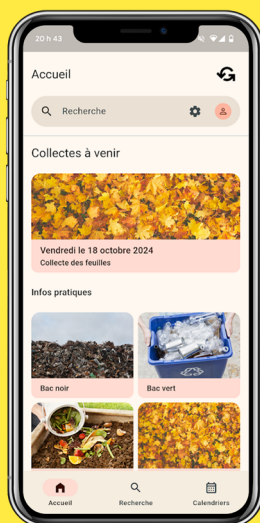 20 h 43
Accueil
Recherche
Collectes à venir
Vendredi le 18 octobre 2024
Collecte des feuilles
Infos pratiques
Bac noir
Bac vert
Accueil
Recherche
Calendriers